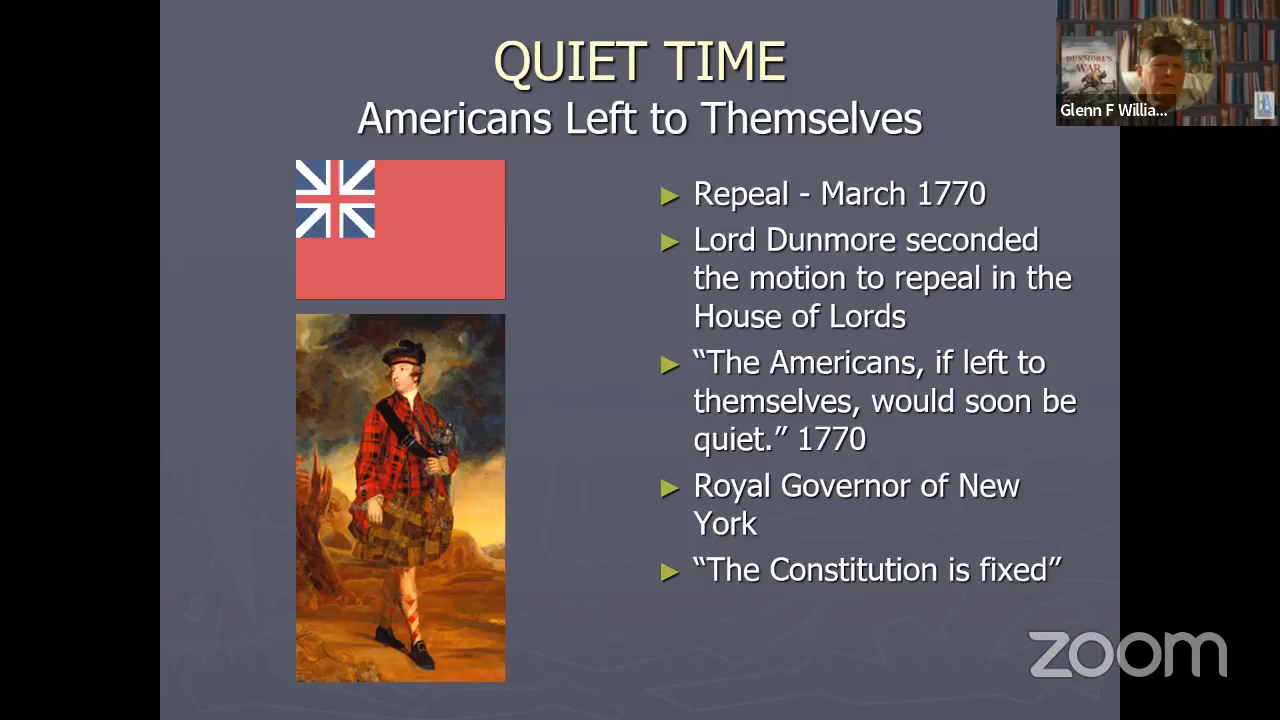 QUIET TIME
Americans Left to Themselves
DUNMORE'S
WAR
Glenn F Willia...
► Repeal - March 1770
► Lord Dunmore seconded
the motion to repeal in the
House of Lords
► “The Americans, if left to
themselves, would soon be
quiet.” 1770
► Royal Governor of New
York
► “The Constitution is fixed”
zoom